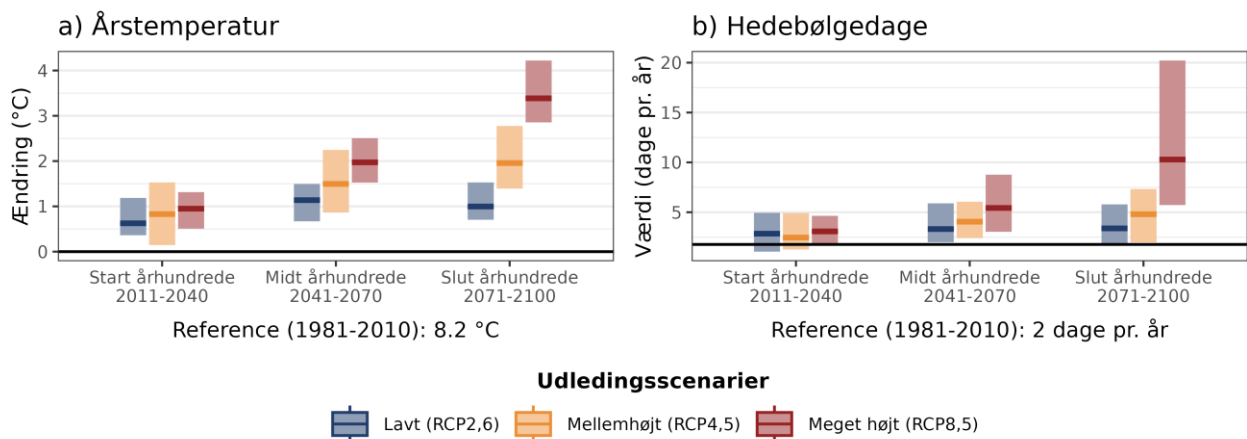 a) Årstemperatur
Ændring (°C)
4
3
2
1
0
Start århundrede
2011-2040
Midt århundrede
2041-2070
Slut århundrede
2071-2100
Reference (1981-2010): 8.2 °C
b) Hedebølgedage
Værdi (dage pr. år)
20
15
10
5
Start århundrede
2011-2040
Midt århundrede
2041-2070
Slut århundrede
2071-2100
Reference (1981-2010): 2 dage pr. år
Udledingsscenarier
Lavt (RCP2,6)
Mellemhøjt (RCP4,5)
Meget højt (RCP8,5)